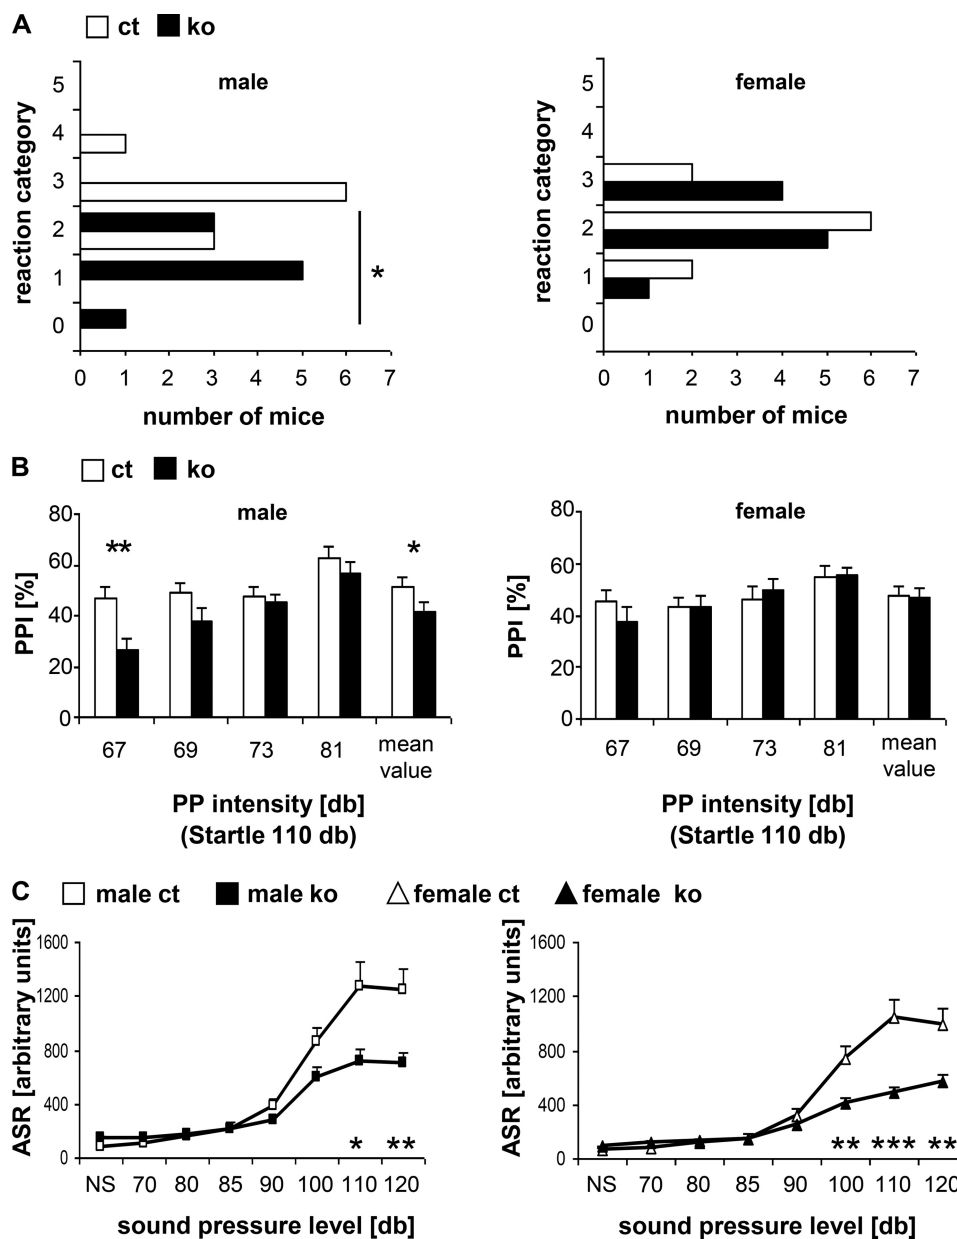 A
ct ko
male
reaction category
5
4
3
2
1
0
*
0 1 2 3 4 5 6 7
number of mice
female
reaction category
5
4
3
2
1
0
0 1 2 3 4 5 6 7
number of mice
B
ct ko
male
PPI [%]
80
60
40
20
0
** *
67 69 73 81 mean
value
PP intensity [db]
(Startle 110 db)
female
PPI [%]
80
60
40
20
0
67 69 73 81 mean
value
PP intensity [db]
(Startle 110 db)
C
male ct male ko female ct female ko
ASR [arbitrary units]
1600
1200
800
400
0
* **
NS 70 80 85 90 100 110 120
sound pressure level [db]
ASR [arbitrary units]
1600
1200
800
400
0
** *** **
NS 70 80 85 90 100 110 120
sound pressure level [db]